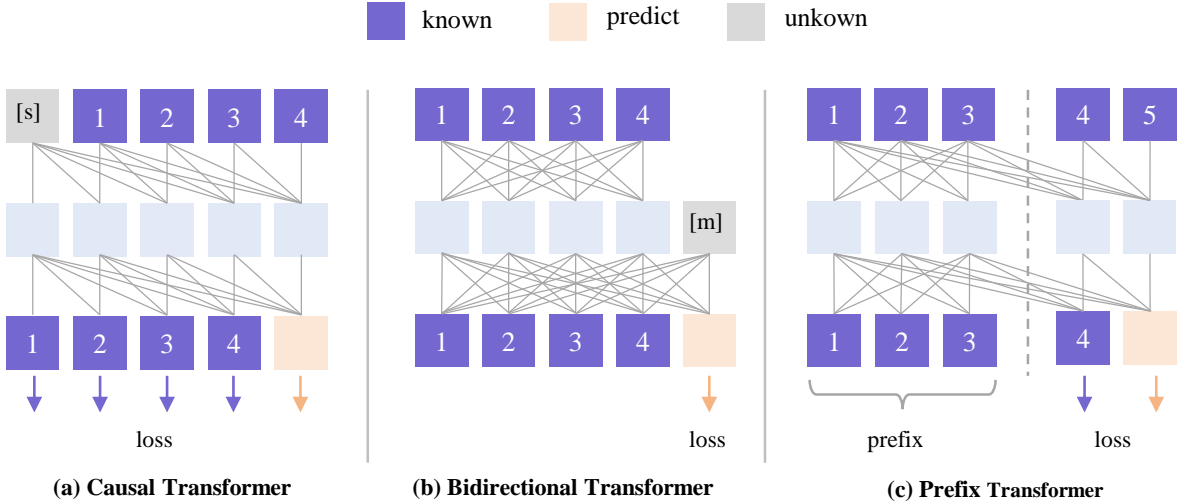 known predict unkown
[s] 1 2 3 4
1 2 3 4
1 2 3 4 5
[m]
1 2 3 4
1 2 3 4
1 2 3 4
loss
loss
prefix
loss
(a) Causal Transformer
(b) Bidirectional Transformer
(c) Prefix Transformer